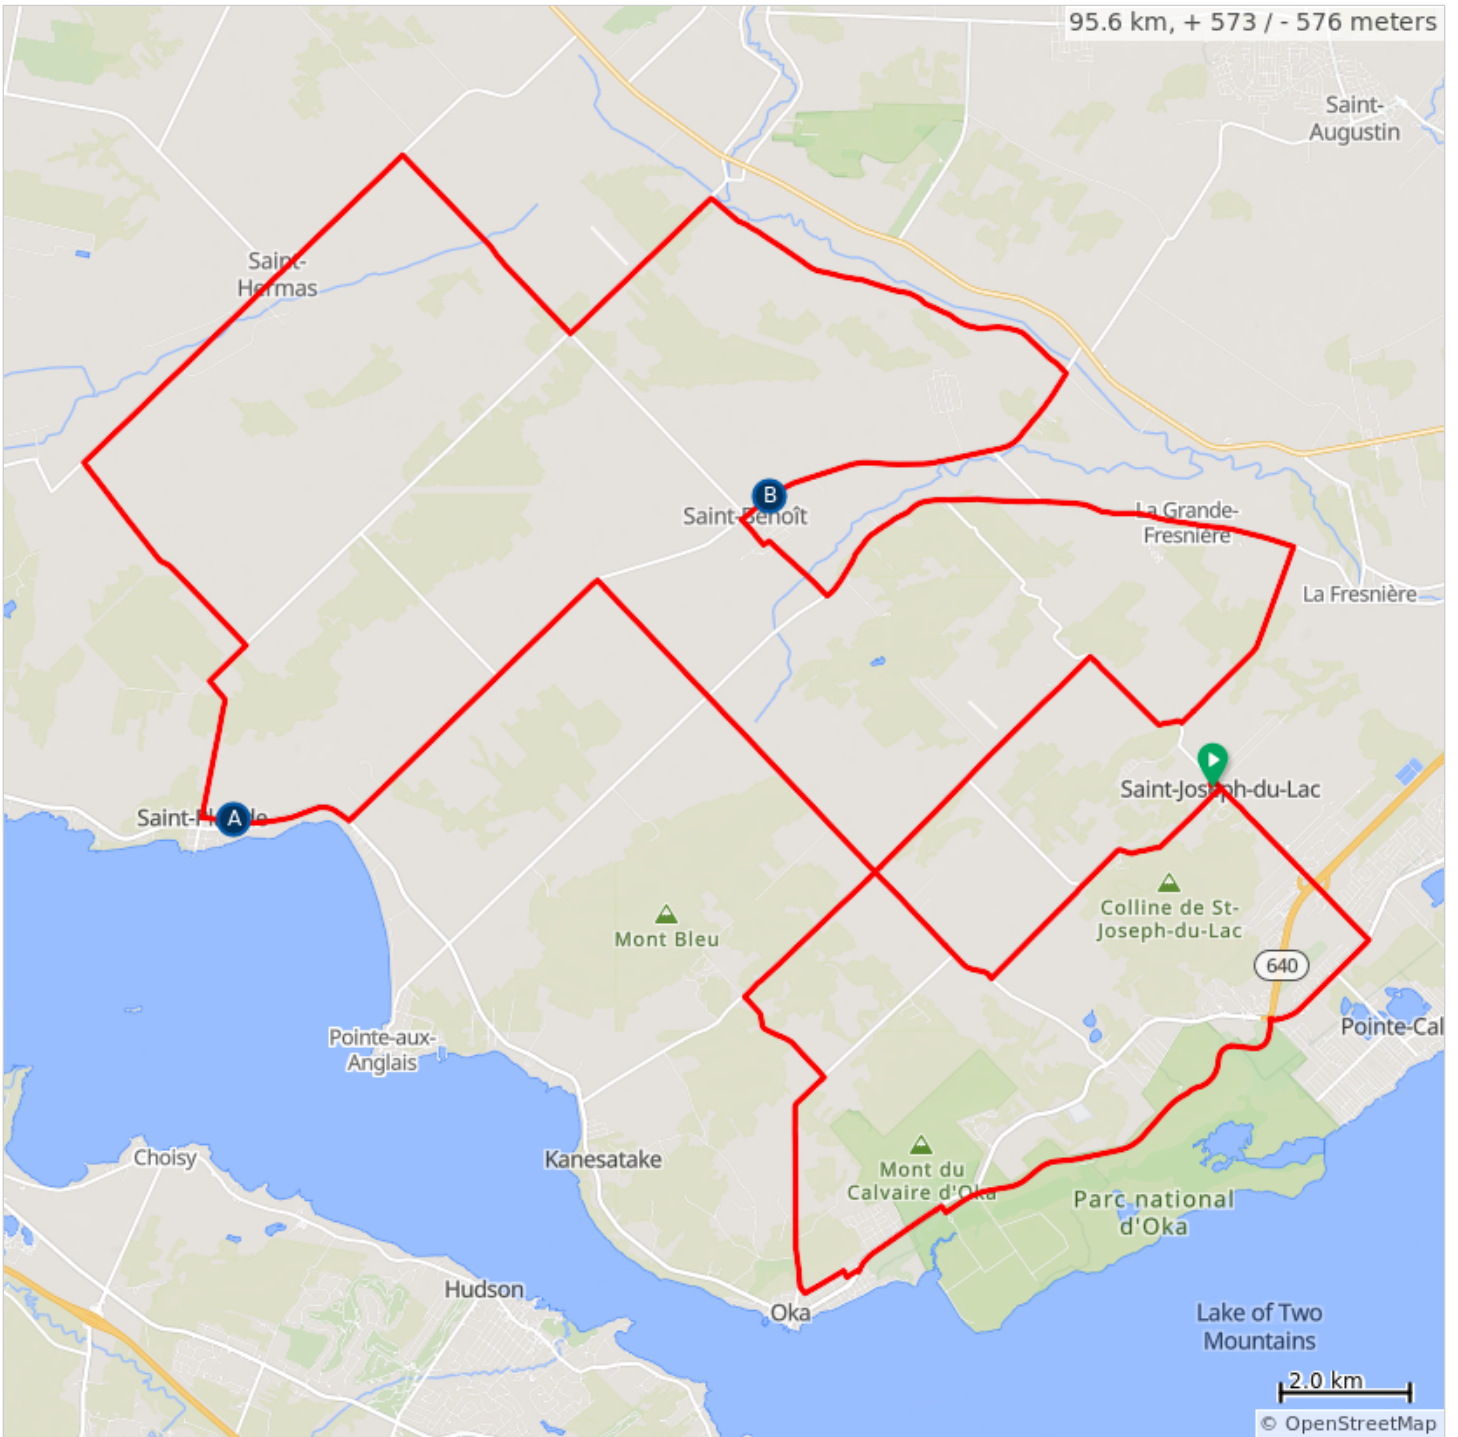 95.6 km, + 573 / - 576 meters
Saint-
Augustin
Saint-
Hermas
B
Saint-Benoît
La Grande-
Fresnière
La Fresnière
Saint-Joseph-du-Lac
A
Colline de St-
Joseph-du-Lac
Mont Bleu
640
Pointe-Cal
Pointe-aux-
Anglais
Choisy
Kanesatake
Mont du
Calvaire d'Oka
Parc national
d'Oka
Hudson
Oka
Lake of Two
Mountains
2.0 km
© OpenStreetMap